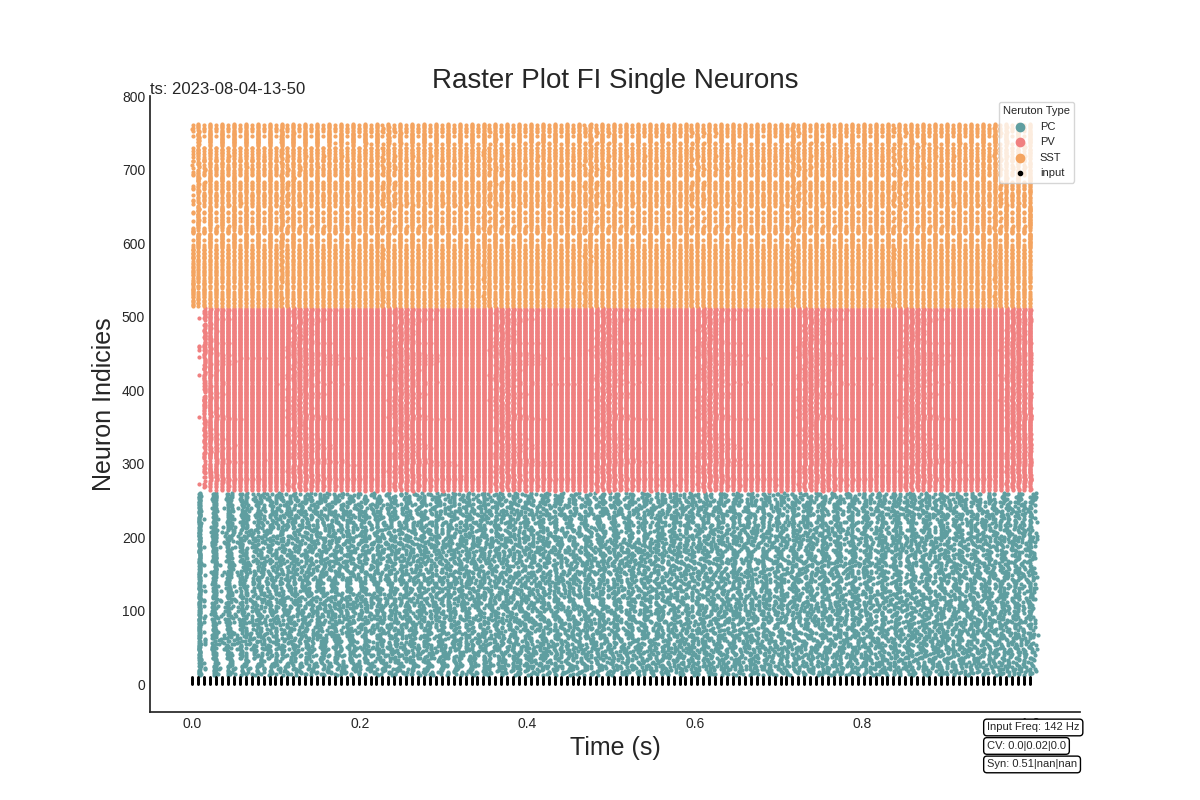 Raster Plot FI Single Neurons
ts: 2023-08-04-13-50
Neruton Type
PC
PV
SST
input
Neuron Indicies
800
700
600
500
400
300
200
100
0
0.0 0.2 0.4 0.6 0.8
Time (s)
Input Freq: 142 Hz
CV: 0.0|0.02|0.0
Syn: 0.51|nan|nan